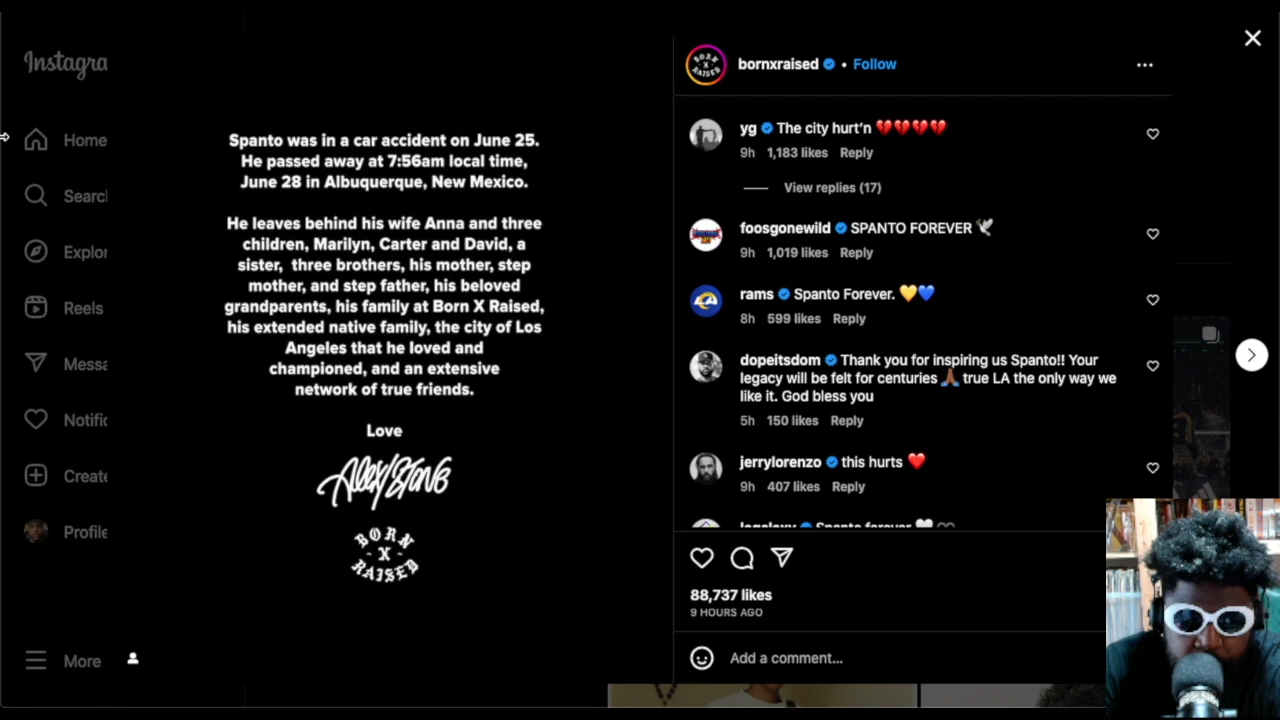 Instagra
Home
Searcl
Explor
Reels
Messa
Notific
Create
Profile
More
Spanto was in a car accident on June 25.
He passed away at 7:56am local time,
June 28 in Albuquerque, New Mexico.
He leaves behind his wife Anna and three
children, Marilyn, Carter and David, a
sister, three brothers, his mother, step
mother, and step father, his beloved
grandparents, his family at Born X Raised,
his extended native family, the city of Los
Angeles that he loved and
championed, and an extensive
network of true friends.
Love
Alex/2Tone
BORN
X
RAISED
bornxraised • Follow
yg The city hurt’n 💔💔💔💔
9h 1,183 likes Reply
View replies (17)
foosgonewild SPANTO FOREVER 🕊
9h 1,019 likes Reply
rams Spanto Forever. 💛💙
8h 599 likes Reply
dopeitsdom Thank you for inspiring us Spanto!! Your
legacy will be felt for centuries 🙏🏾 true LA the only way we
like it. God bless you
5h 150 likes Reply
jerrylorenzo this hurts ❤️
9h 407 likes Reply
lagalaxy Spanto forever
88,737 likes
9 HOURS AGO
Add a comment...